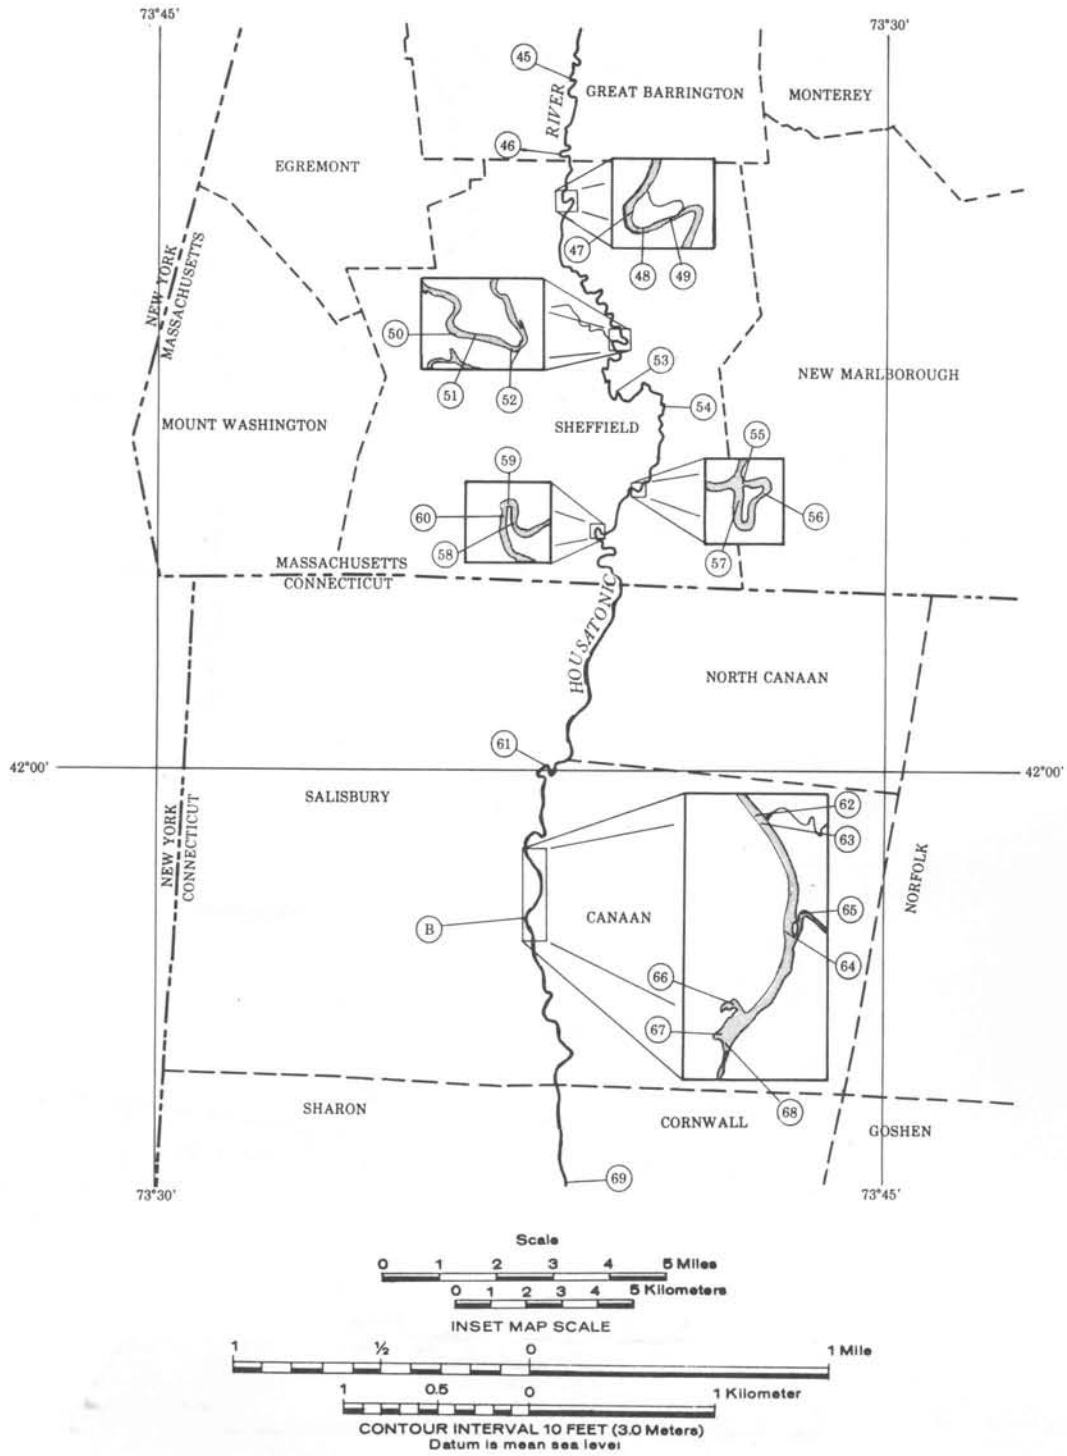 73°45'
73°30'
45
RIVER
GREAT BARRINGTON
MONTEREY
46
EGREMONT
47
48
49
NEW YORK
MASSACHUSETTS
50
51
52
53
54
NEW MARLBOROUGH
MOUNT WASHINGTON
SHEFFIELD
55
56
57
59
60
58
MASSACHUSETTS
CONNECTICUT
HOUSATONIC
NORTH CANAAN
61
42°00'
42°00'
SALISBURY
NEW YORK
CONNECTICUT
62
63
NORFOLK
CANAAN
B
65
64
66
67
68
SHARON
CORNWALL
GOSHEN
69
73°30'
73°45'
Scale
0 1 2 3 4 5 Miles
0 1 2 3 4 5 Kilometers
INSET MAP SCALE
1 ½ 0 1 Mile
1 0.5 0 1 Kilometer
CONTOUR INTERVAL 10 FEET (3.0 Meters)
Datum is mean sea level